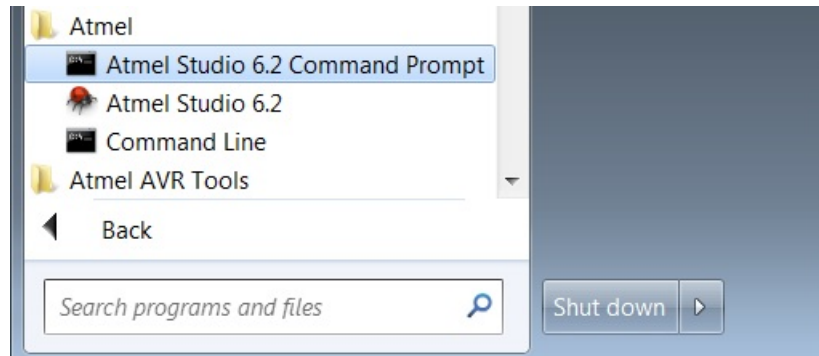 Atmel
Atmel Studio 6.2 Command Prompt
Atmel Studio 6.2
Command Line
Atmel AVR Tools
Back
Search programs and files
Shut down